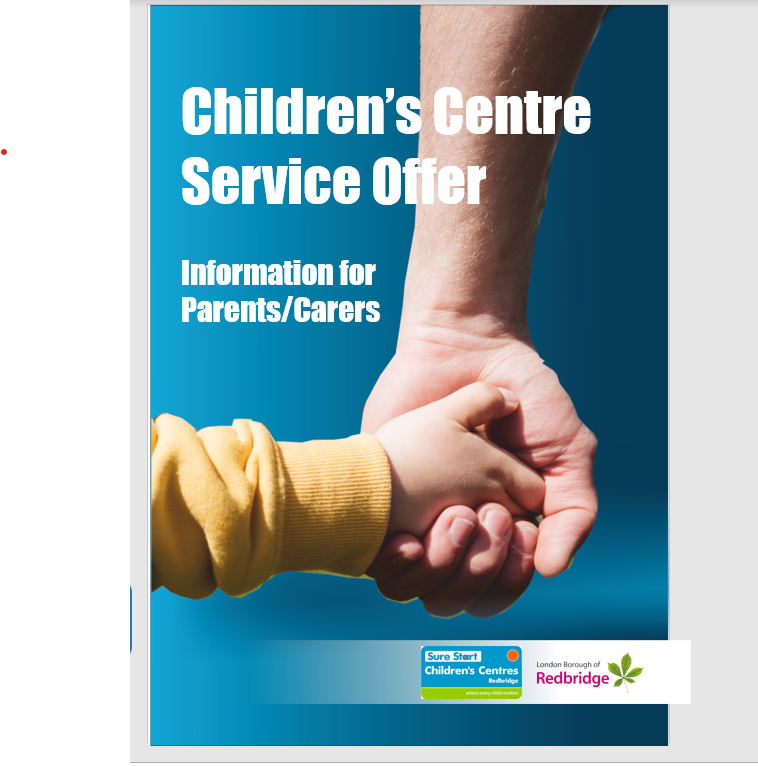 Children's Centre
Service Offer
Information for
Parents/Carers
Sure Start
Children's Centres
Redbridge
where every child matters
London Borough of
Redbridge